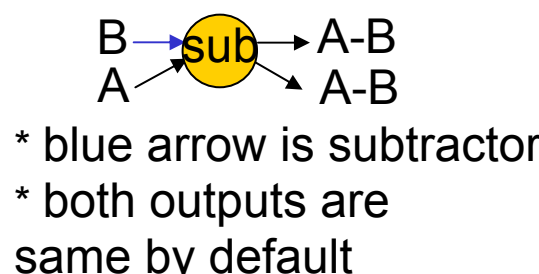 B sub A-B
A A-B
* blue arrow is subtractor
* both outputs are
same by default